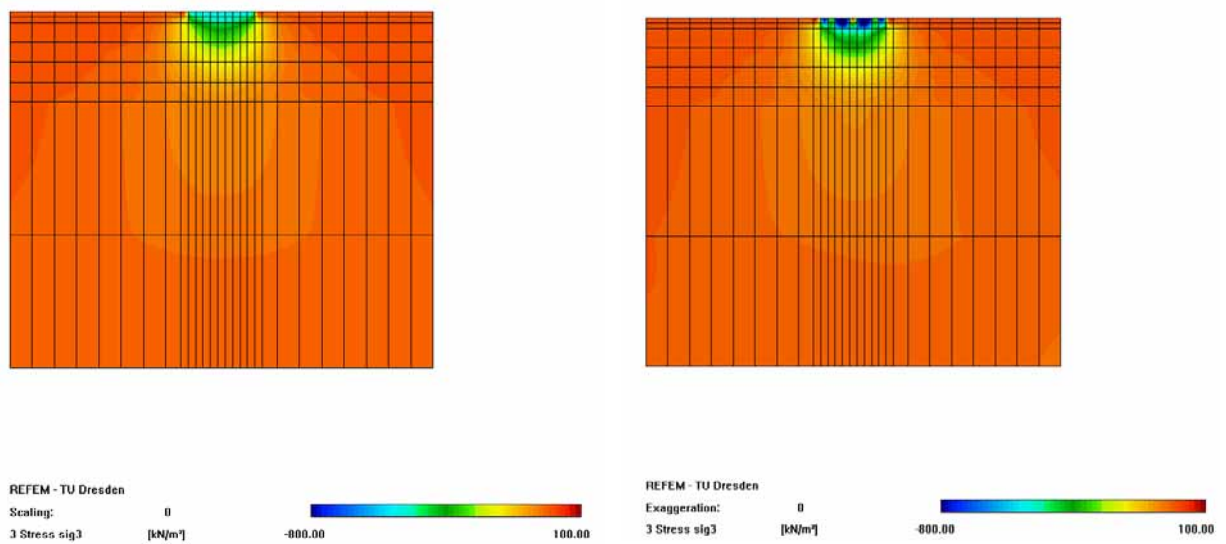 REFEM - TU Dresden
Scaling: 0
3 Stress sig3 [kN/m²] -800.00 100.00
REFEM - TU Dresden
Exaggeration: 0
3 Stress sig3 [kN/m²] -800.00 100.00